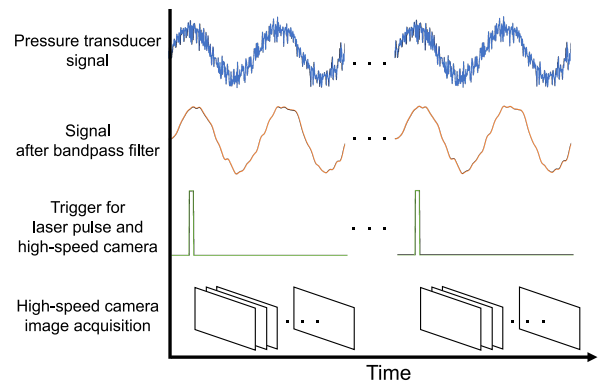 Pressure transducer
signal
Signal
after bandpass filter
Trigger for
laser pulse and
high-speed camera
High-speed camera
image acquisition
Time